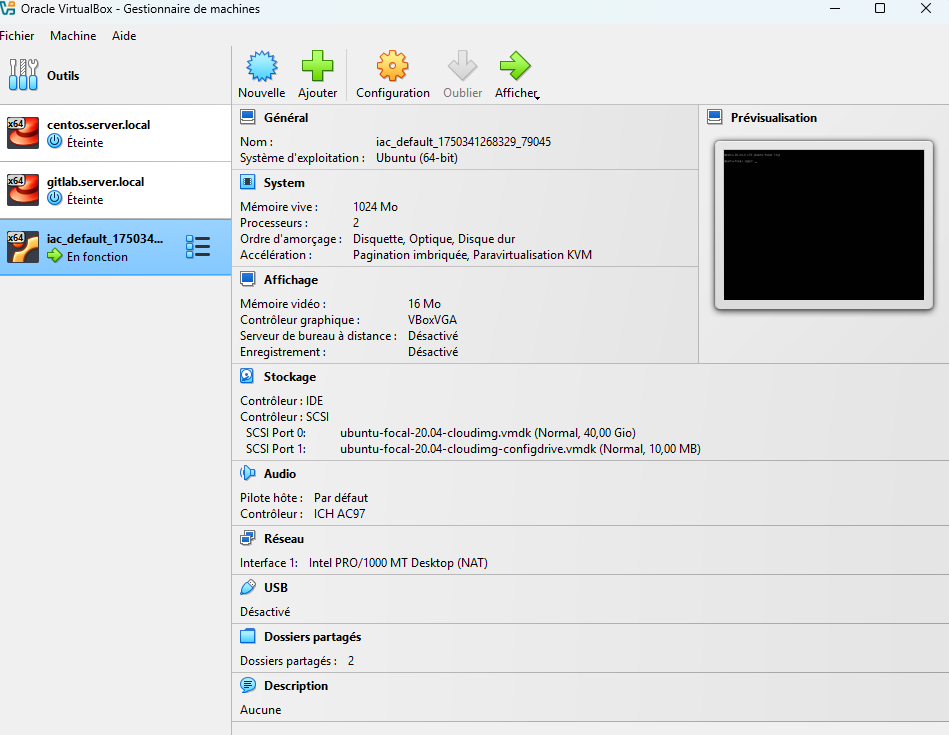 Oracle VirtualBox - Gestionnaire de machines
Fichier Machine Aide
Outils
Nouvelle Ajouter Configuration Oublier Afficher
x64
centos.server.local
Éteinte
x64
gitlab.server.local
Éteinte
x64
iac_default_175034...
En fonction
Général
Nom : iac_default_1750341268329_79045
Système d'exploitation : Ubuntu (64-bit)
System
Mémoire vive : 1024 Mo
Processeurs : 2
Ordre d'amorçage : Disquette, Optique, Disque dur
Accélération : Pagination imbriquée, Paravirtualisation KVM
Affichage
Mémoire vidéo : 16 Mo
Contrôleur graphique : VBoxVGA
Serveur de bureau à distance : Désactivé
Enregistrement : Désactivé
Prévisualisation
Stockage
Contrôleur : IDE
Contrôleur : SCSI
SCSI Port 0: ubuntu-focal-20.04-cloudimg.vmdk (Normal, 40,00 Gio)
SCSI Port 1: ubuntu-focal-20.04-cloudimg-configdrive.vmdk (Normal, 10,00 MB)
Audio
Pilote hôte : Par défaut
Contrôleur : ICH AC97
Réseau
Interface 1: Intel PRO/1000 MT Desktop (NAT)
USB
Désactivé
Dossiers partagés
Dossiers partagés : 2
Description
Aucune